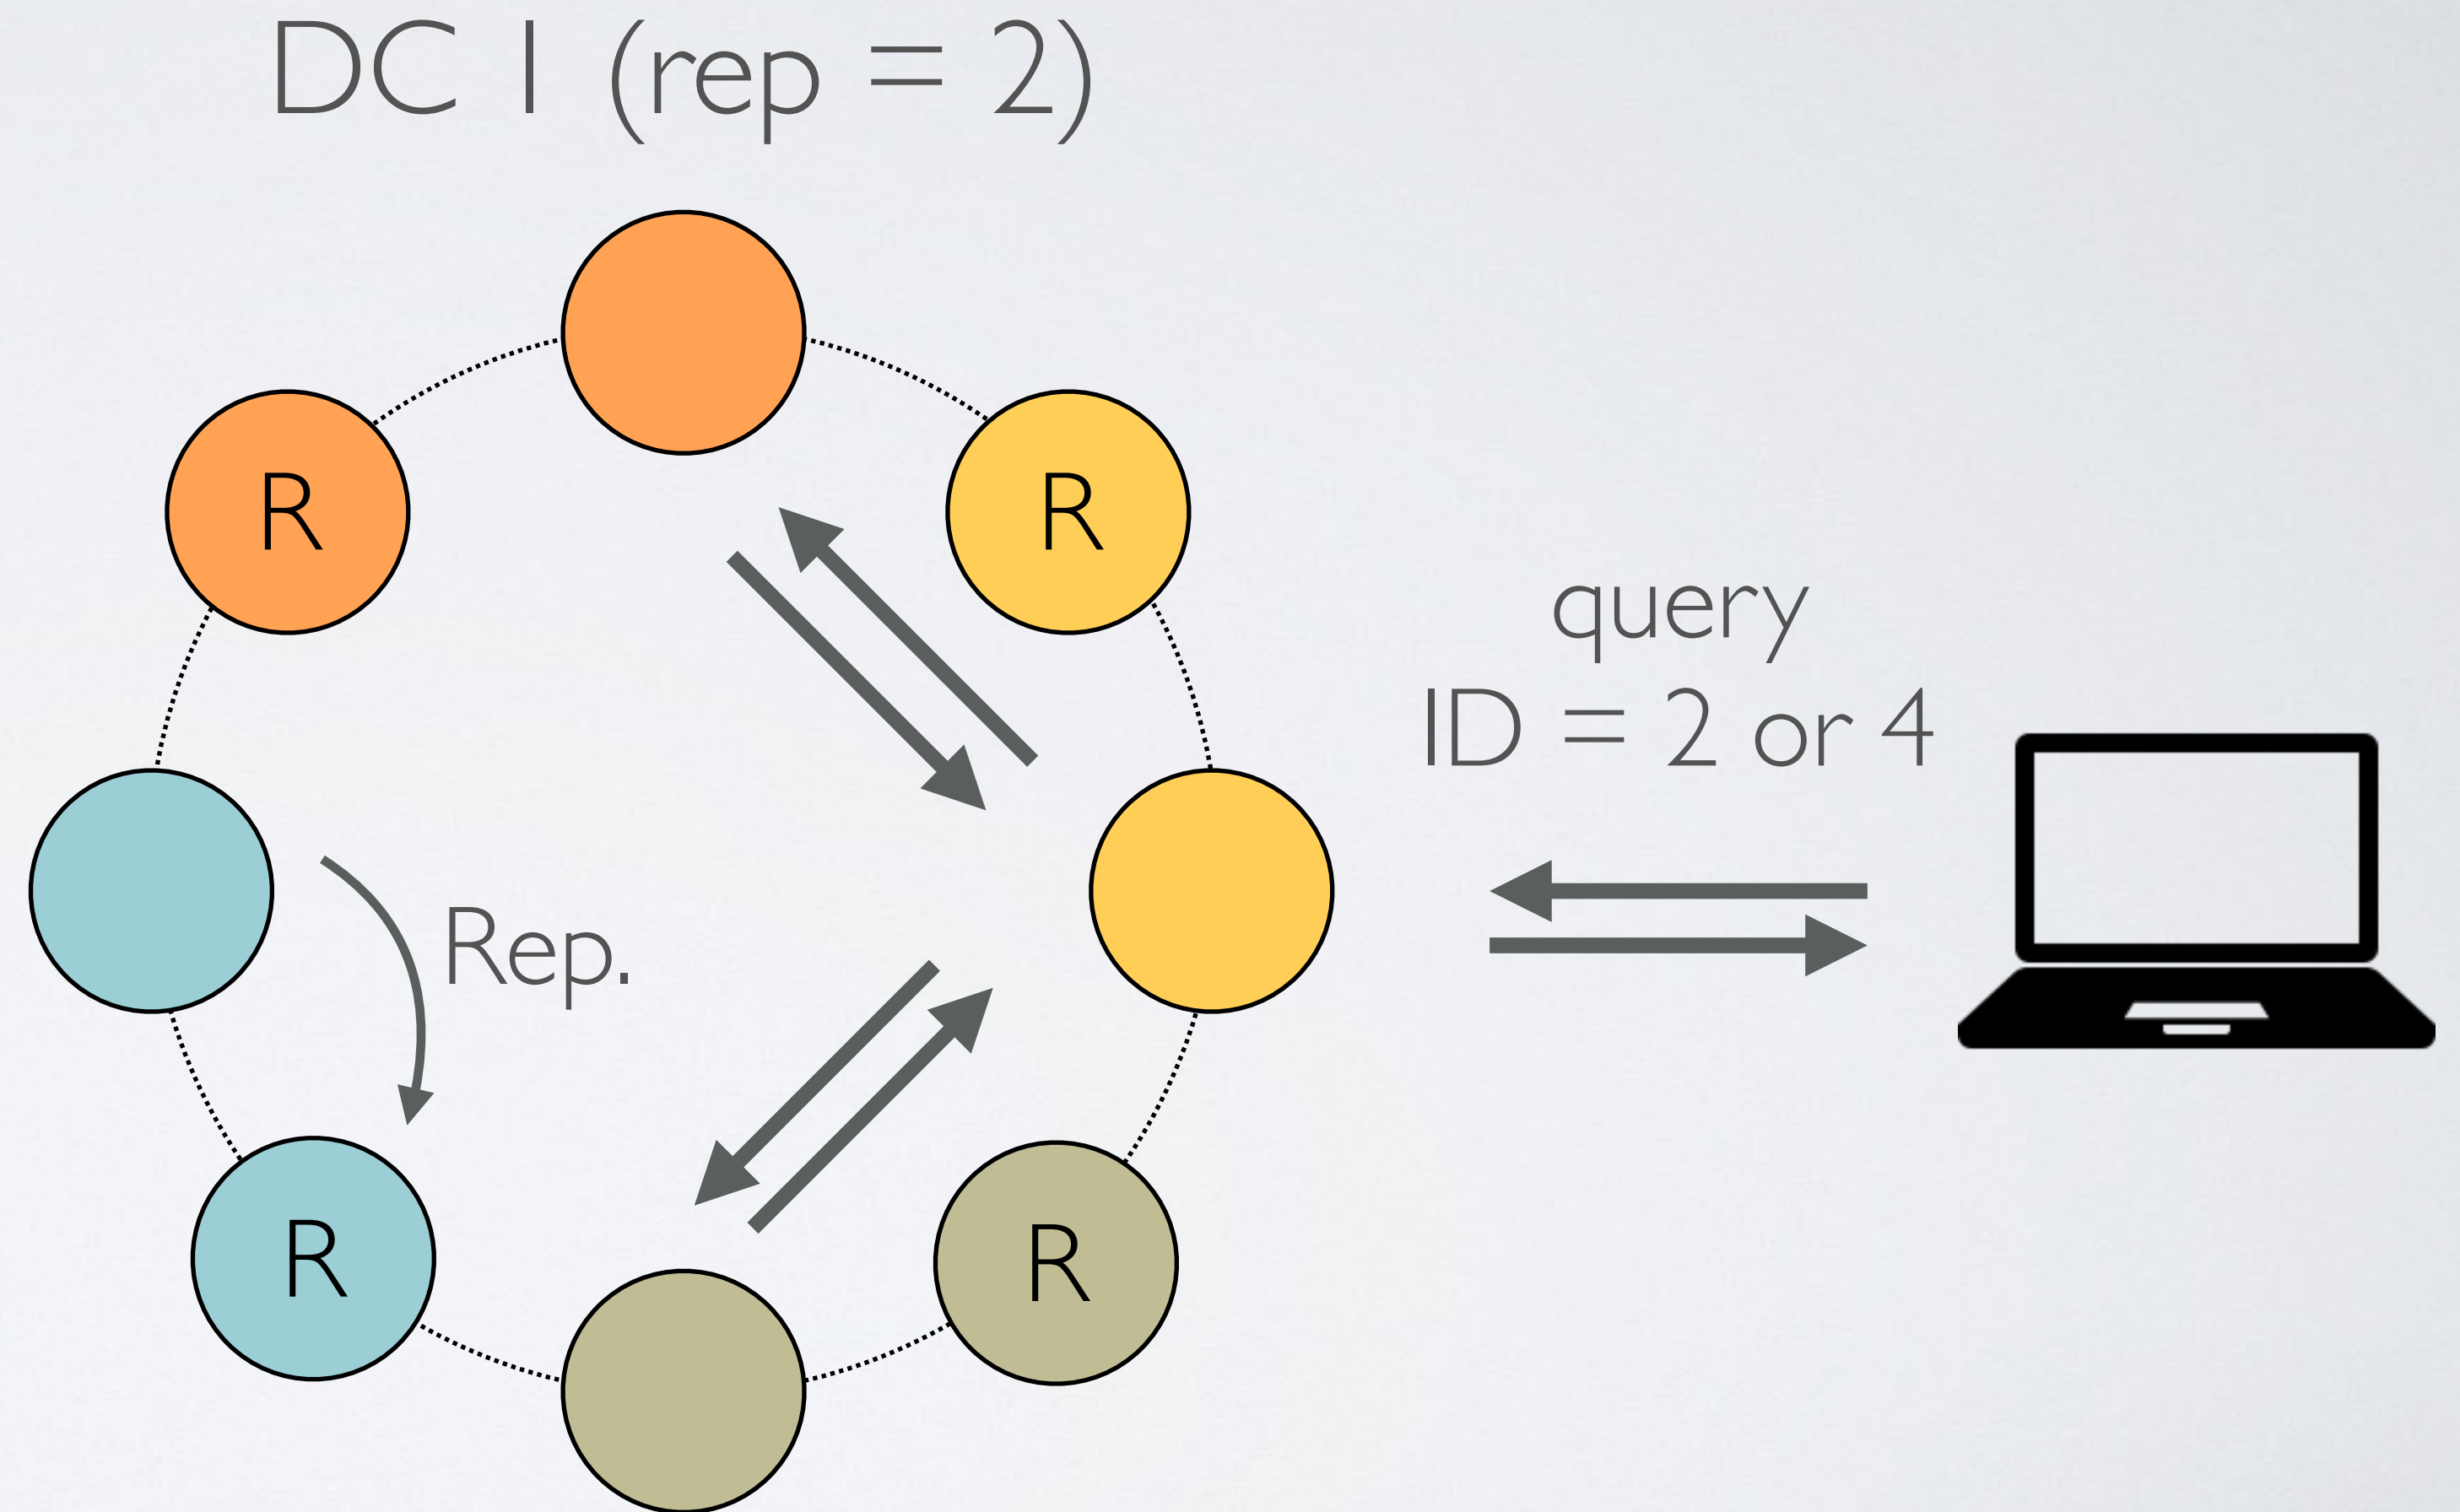 DC 1 (rep = 2)
R
R
query
ID = 2 or 4
Rep.
R
R